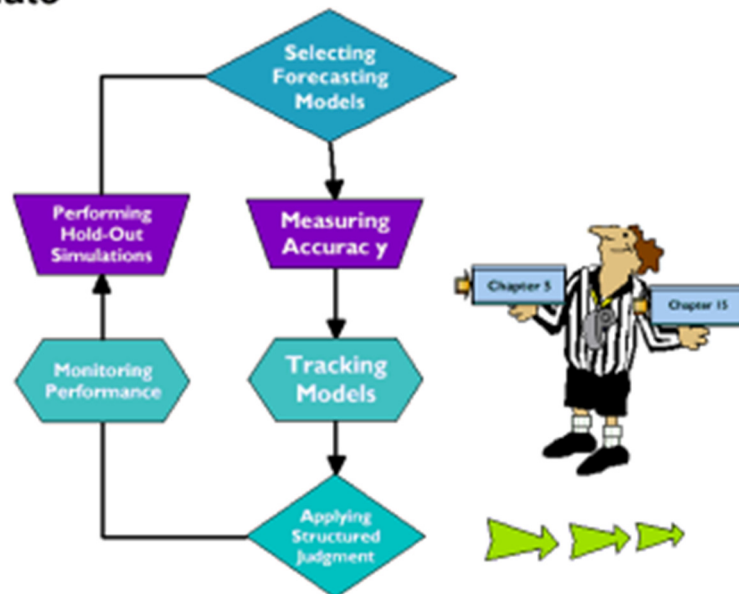 Selecting
Forecasting
Models
Performing
Hold-Out
Simulations
Measuring
Accurac y
Chapter 5
Chapter 15
Monitoring
Performance
Tracking
Models
Applying
Structured
Judgment